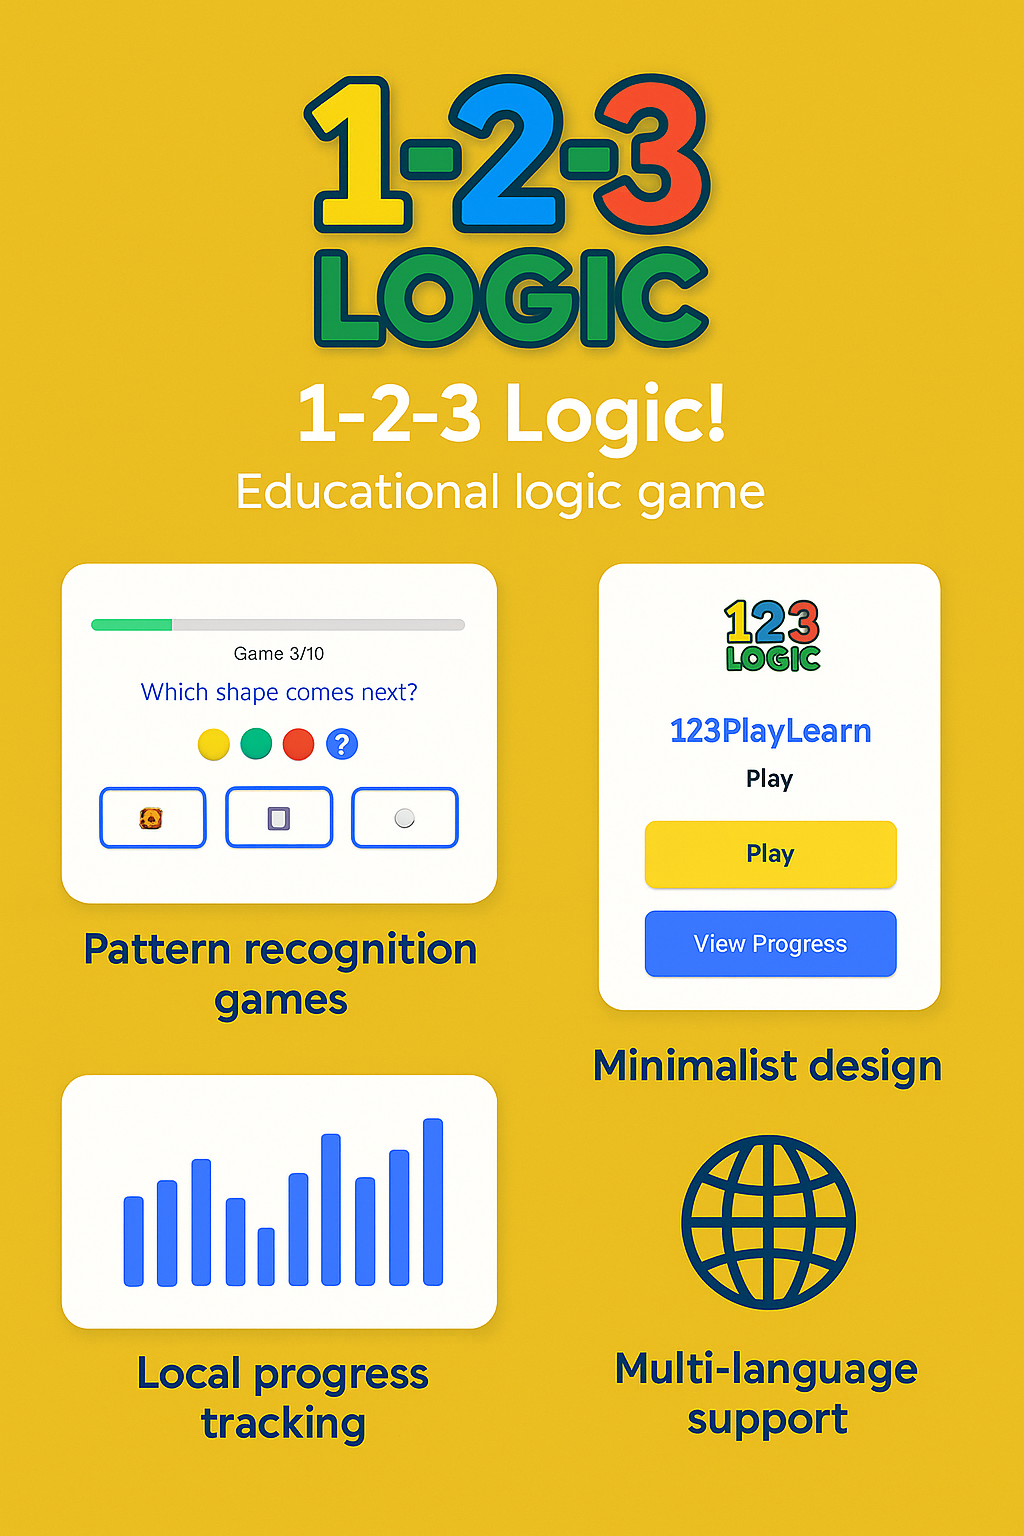 1-2-3
LOGIC
1-2-3 Logic!
Educational logic game
Game 3/10
Which shape comes next?
?
Pattern recognition
games
123
LOGIC
123PlayLearn
Play
Play
View Progress
Minimalist design
Local progress
tracking
Multi-language
support